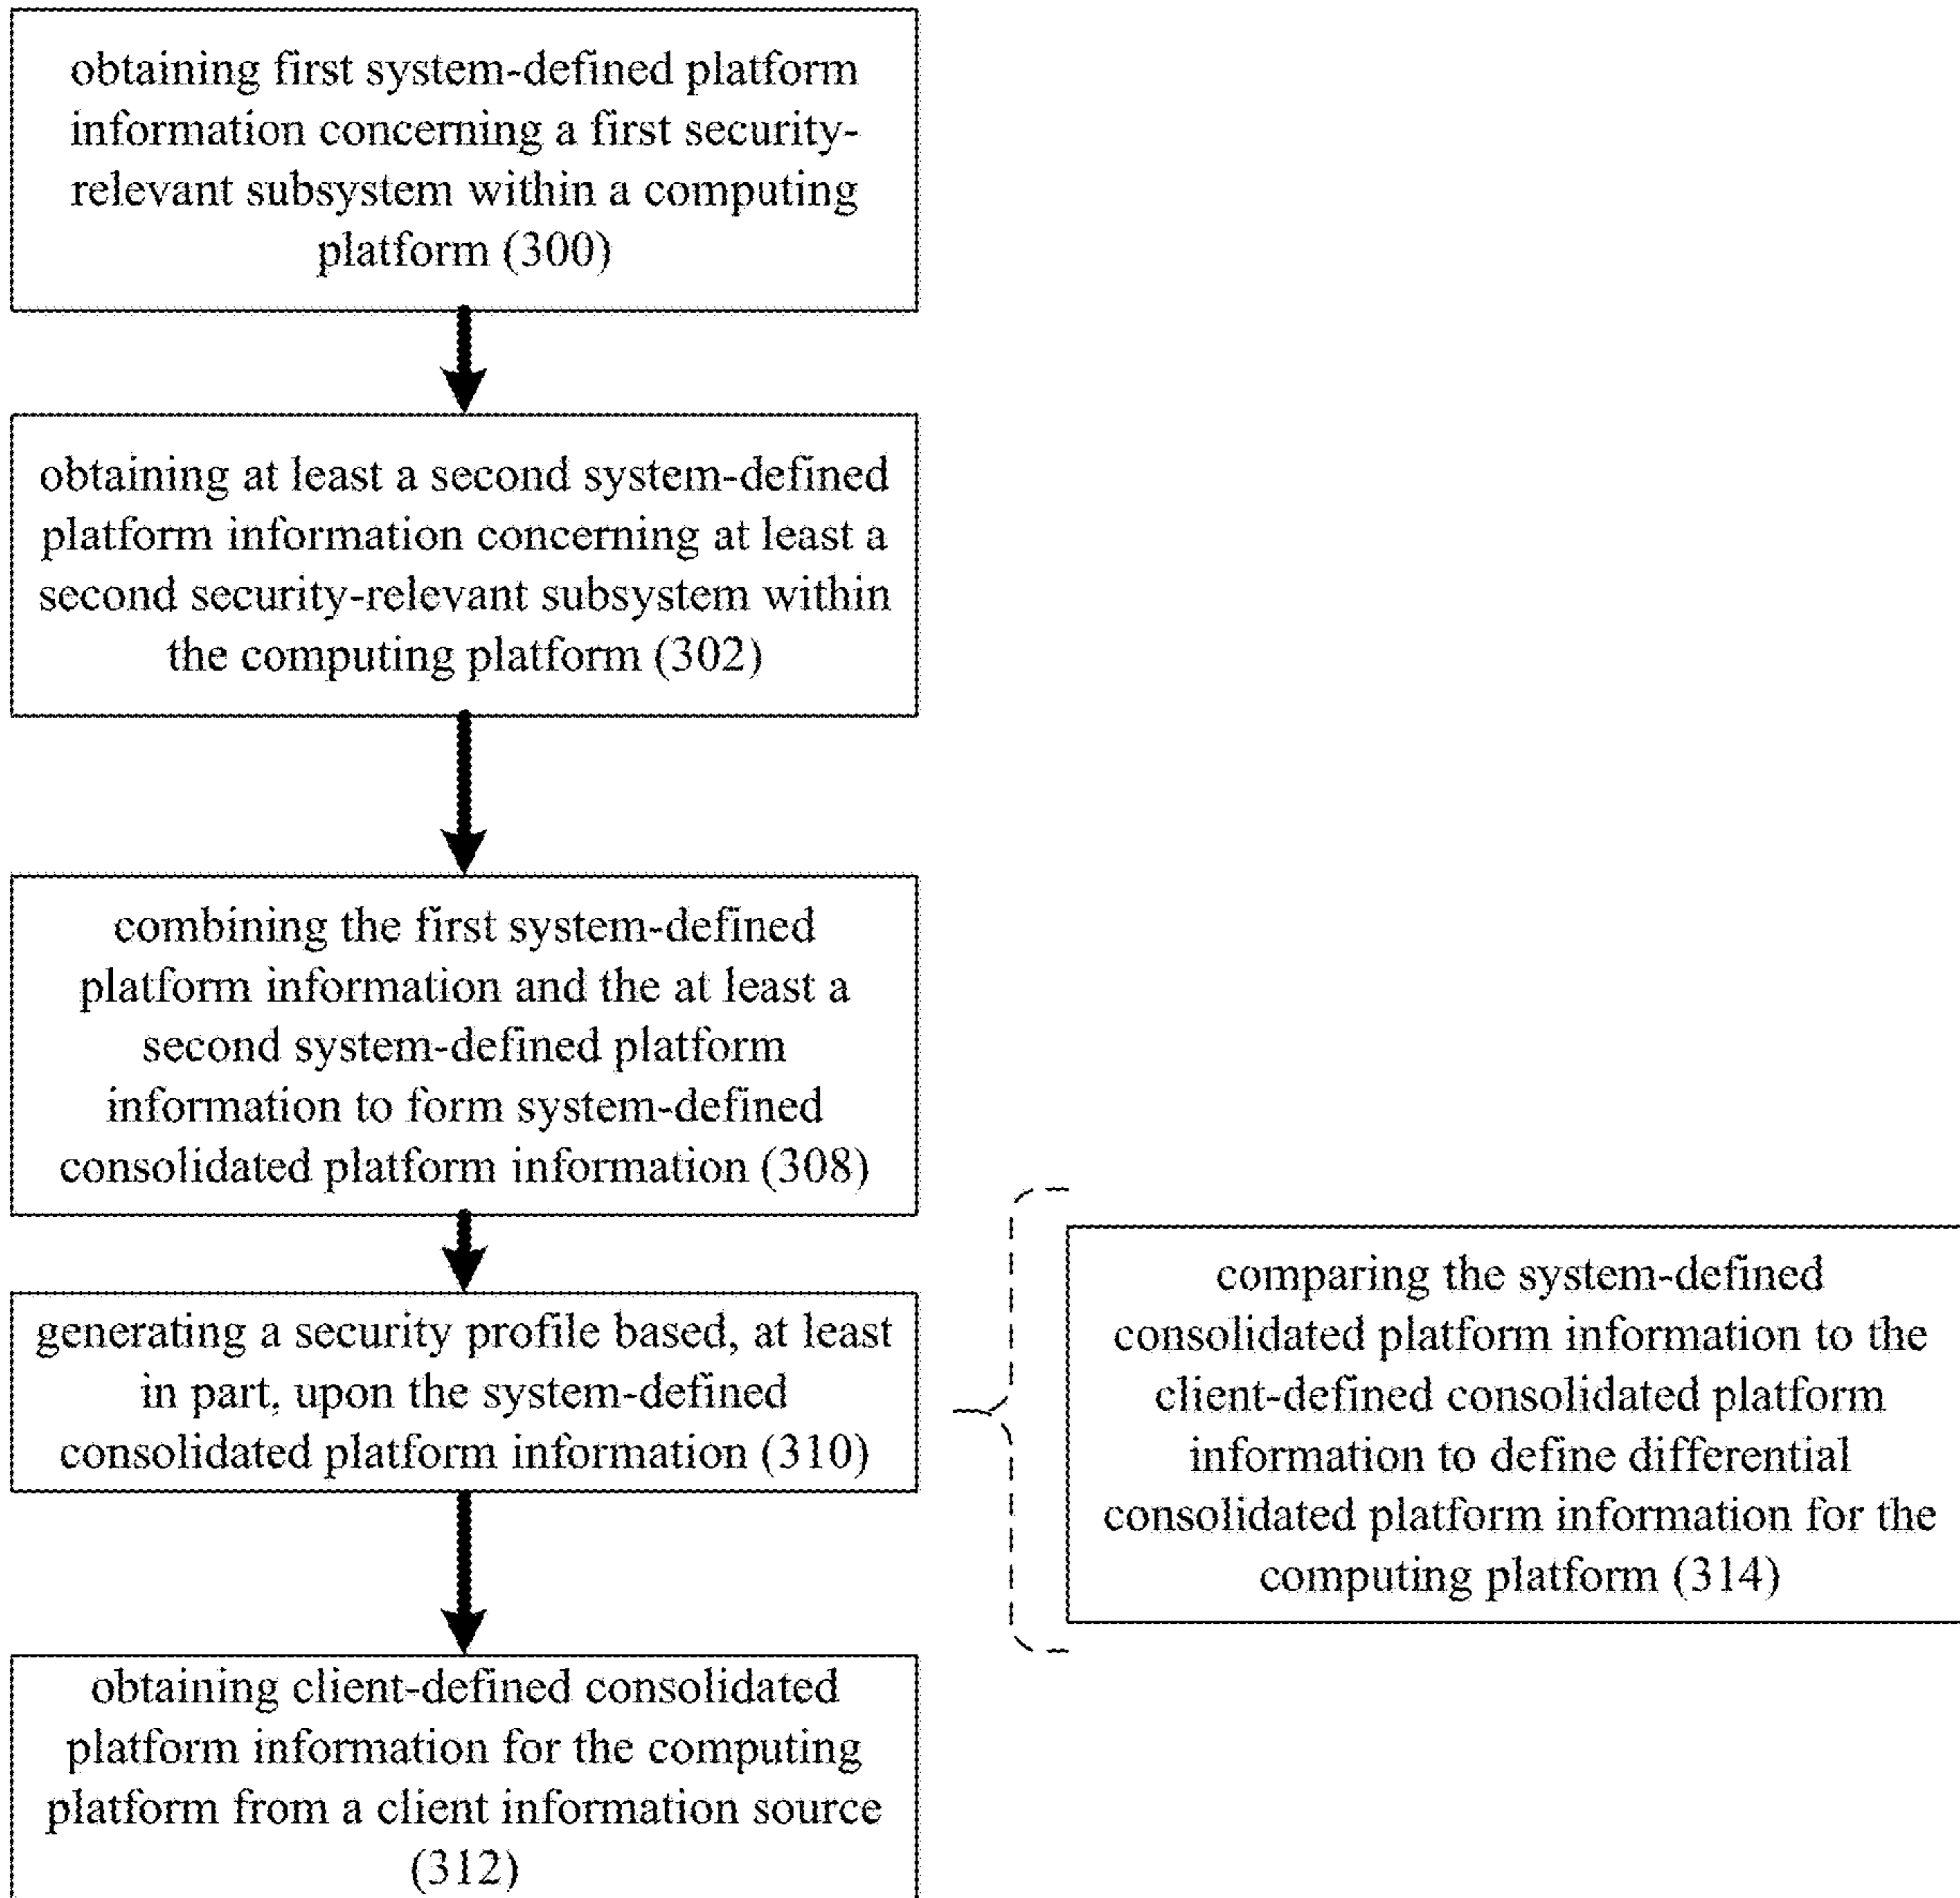 obtaining first system-defined platform
information concerning a first security-
relevant subsystem within a computing
platform (300)
obtaining at least a second system-defined
platform information concerning at least a
second security-relevant subsystem within
the computing platform (302)
combining the first system-defined
platform information and the at least a
second system-defined platform
information to form system-defined
consolidated platform information (308)
generating a security profile based, at least
in part, upon the system-defined
consolidated platform information (310)
comparing the system-defined
consolidated platform information to the
client-defined consolidated platform
information to define differential
consolidated platform information for the
computing platform (314)
obtaining client-defined consolidated
platform information for the computing
platform from a client information source
(312)